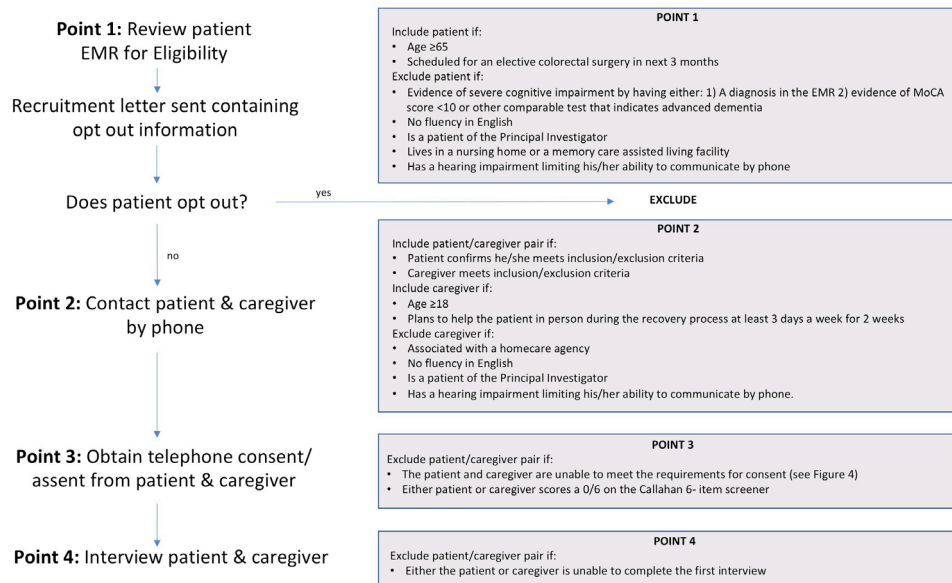 Point 1: Review patient
EMR for Eligibility
Recruitment letter sent containing
opt out information
Does patient opt out?
yes
EXCLUDE
no
Point 2: Contact patient & caregiver
by phone
Point 3: Obtain telephone consent/
assent from patient & caregiver
Point 4: Interview patient & caregiver
POINT 1
Include patient if:
• Age ≥65
• Scheduled for an elective colorectal surgery in next 3 months
Exclude patient if:
• Evidence of severe cognitive impairment by having either: 1) A diagnosis in the EMR 2) evidence of MoCA
score <10 or other comparable test that indicates advanced dementia
• No fluency in English
• Is a patient of the Principal Investigator
• Lives in a nursing home or a memory care assisted living facility
• Has a hearing impairment limiting his/her ability to communicate by phone
POINT 2
Include patient/caregiver pair if:
• Patient confirms he/she meets inclusion/exclusion criteria
• Caregiver meets inclusion/exclusion criteria
Include caregiver if:
• Age ≥18
• Plans to help the patient in person during the recovery process at least 3 days a week for 2 weeks
Exclude caregiver if:
• Associated with a homecare agency
• No fluency in English
• Is a patient of the Principal Investigator
• Has a hearing impairment limiting his/her ability to communicate by phone.
POINT 3
Exclude patient/caregiver pair if:
• The patient and caregiver are unable to meet the requirements for consent (see Figure 4)
• Either patient or caregiver scores a 0/6 on the Callahan 6- item screener
POINT 4
Exclude patient/caregiver pair if:
• Either the patient or caregiver is unable to complete the first interview